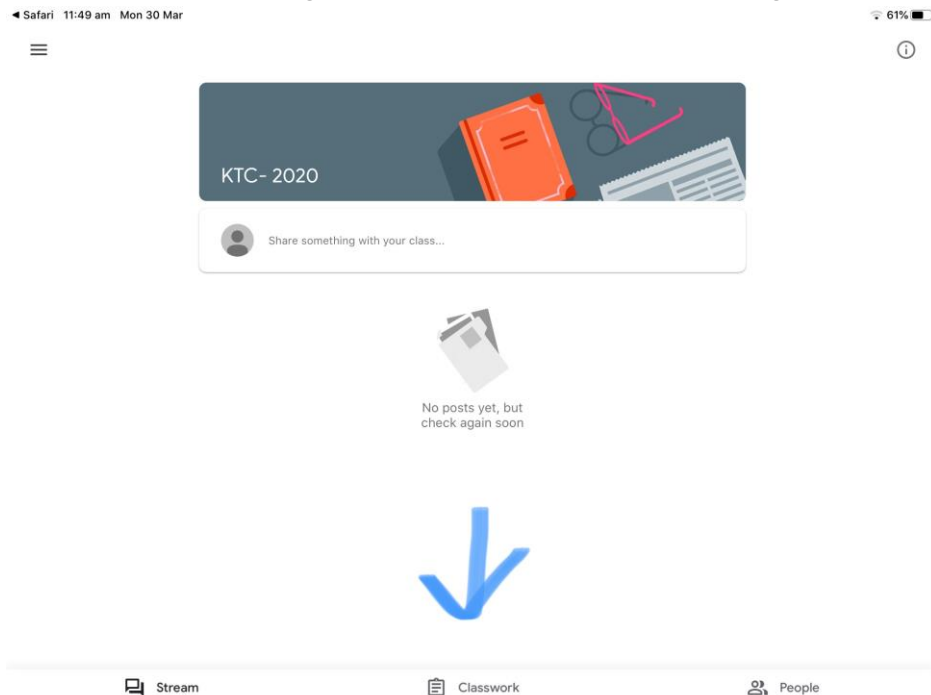 Safari 11:49 am Mon 30 Mar 61%
KTC- 2020
Share something with your class...
No posts yet, but
check again soon
Stream Classwork People